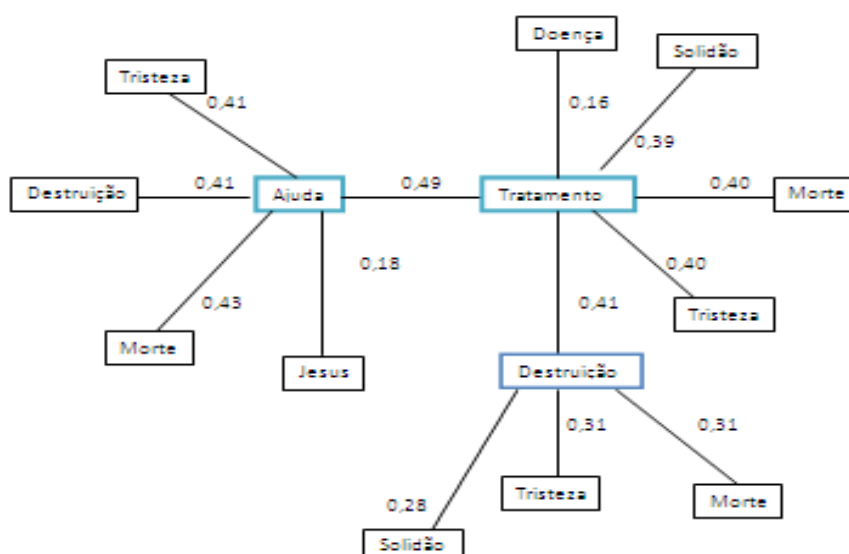 Doença
Solidão
Tristeza
0,41
0,16
0,39
Destruição
0,41
Ajuda
0,49
Tratamento
0,40
Morte
0,18
0,40
0,43
0,41
Tristeza
Morte
Jesus
Destruição
0,31
0,31
Tristeza
Morte
0,28
Solidão